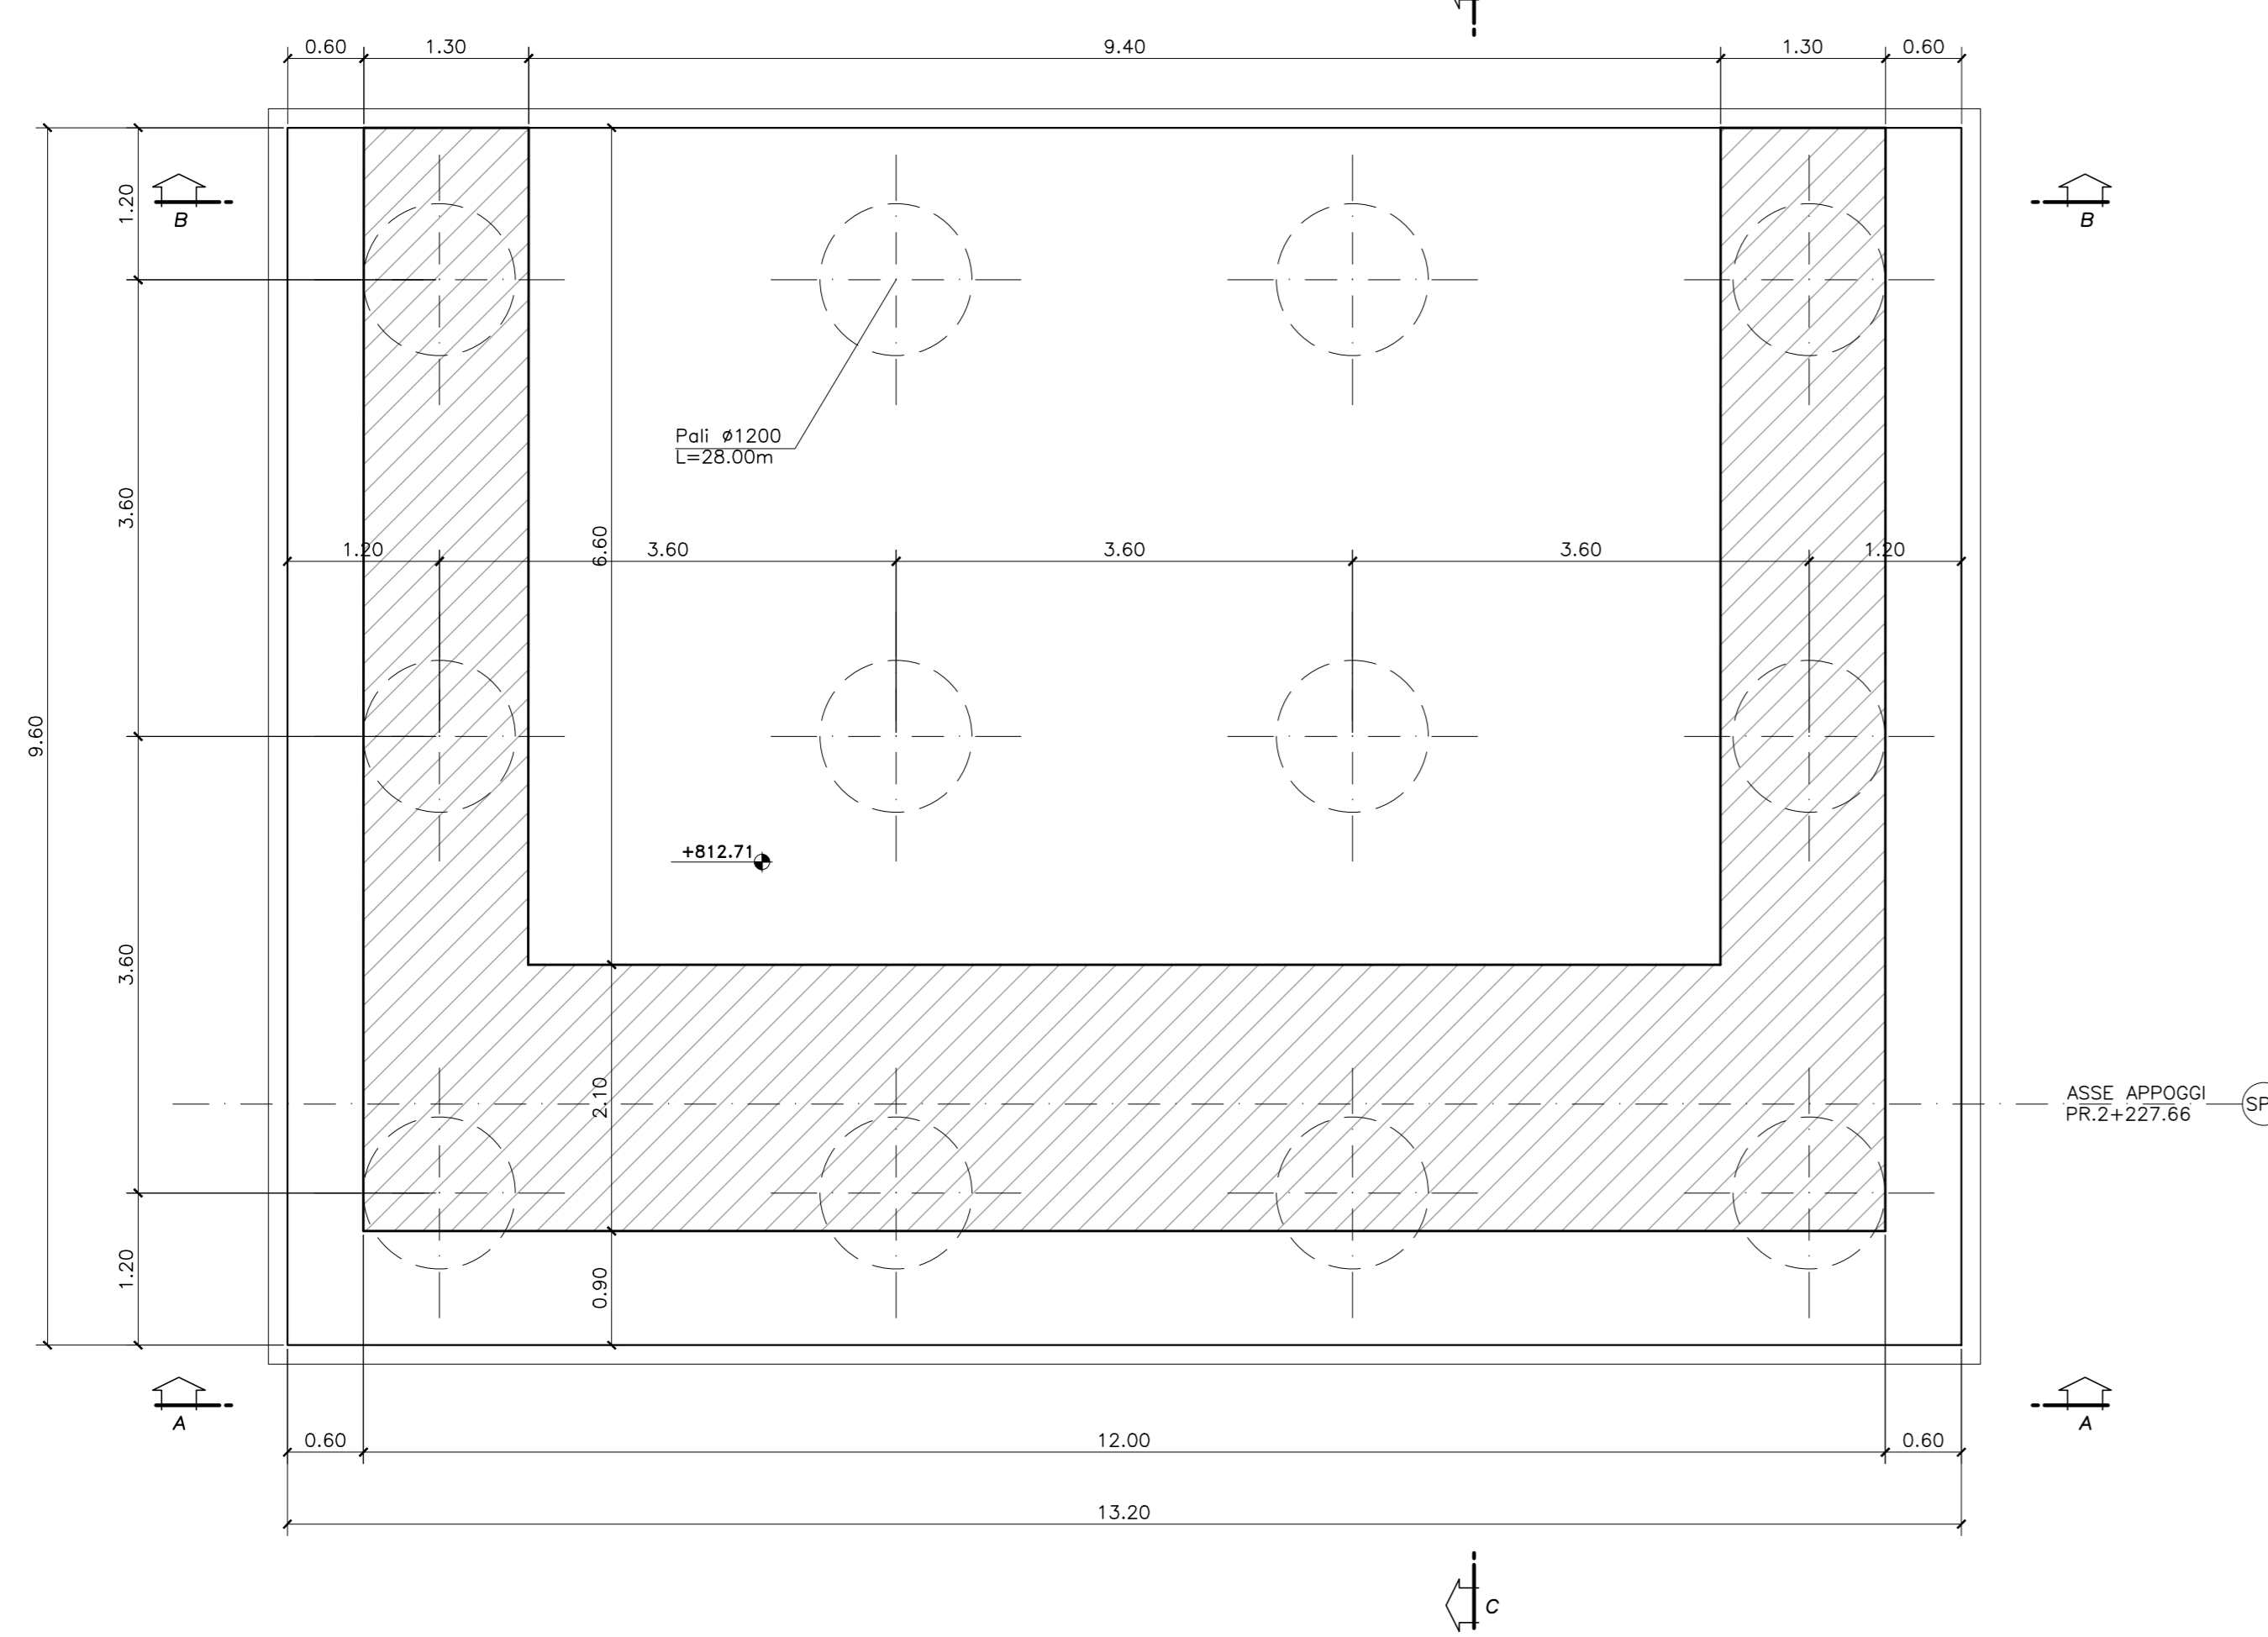 0.60 1.30 9.40 1.30 0.60
1.20
B
B
3.60
Pali ø1200
L=28.00m
6.60
1.20 3.60 3.60 3.60 1.20
9.60
+812.71
3.60
2.10
ASSE APPOGGI
PR.2+227.66
SP
1.20
0.90
A
A
0.60 12.00 0.60
13.20
C